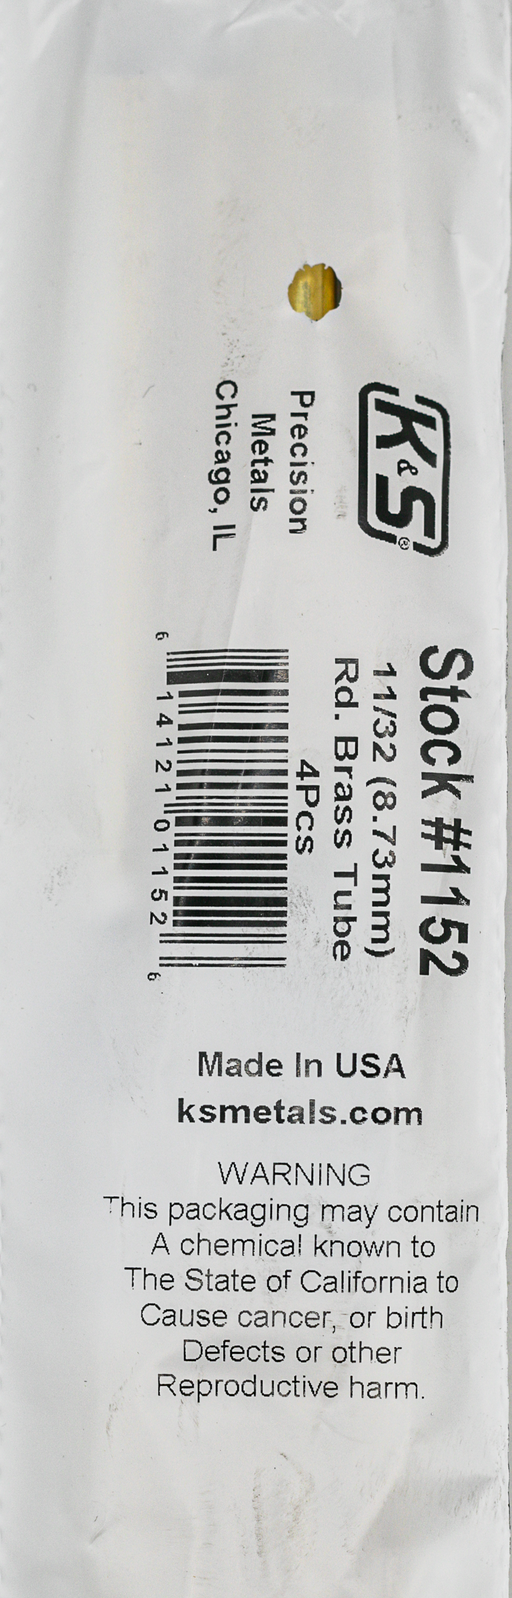 K&S®
Precision
Metals
Chicago, IL
Stock #1152
11/32 (8.73mm)
Rd. Brass Tube
4Pcs
6 14121 01152 6
Made In USA
ksmetals.com
WARNING
This packaging may contain
A chemical known to
The State of California to
Cause cancer, or birth
Defects or other
Reproductive harm.